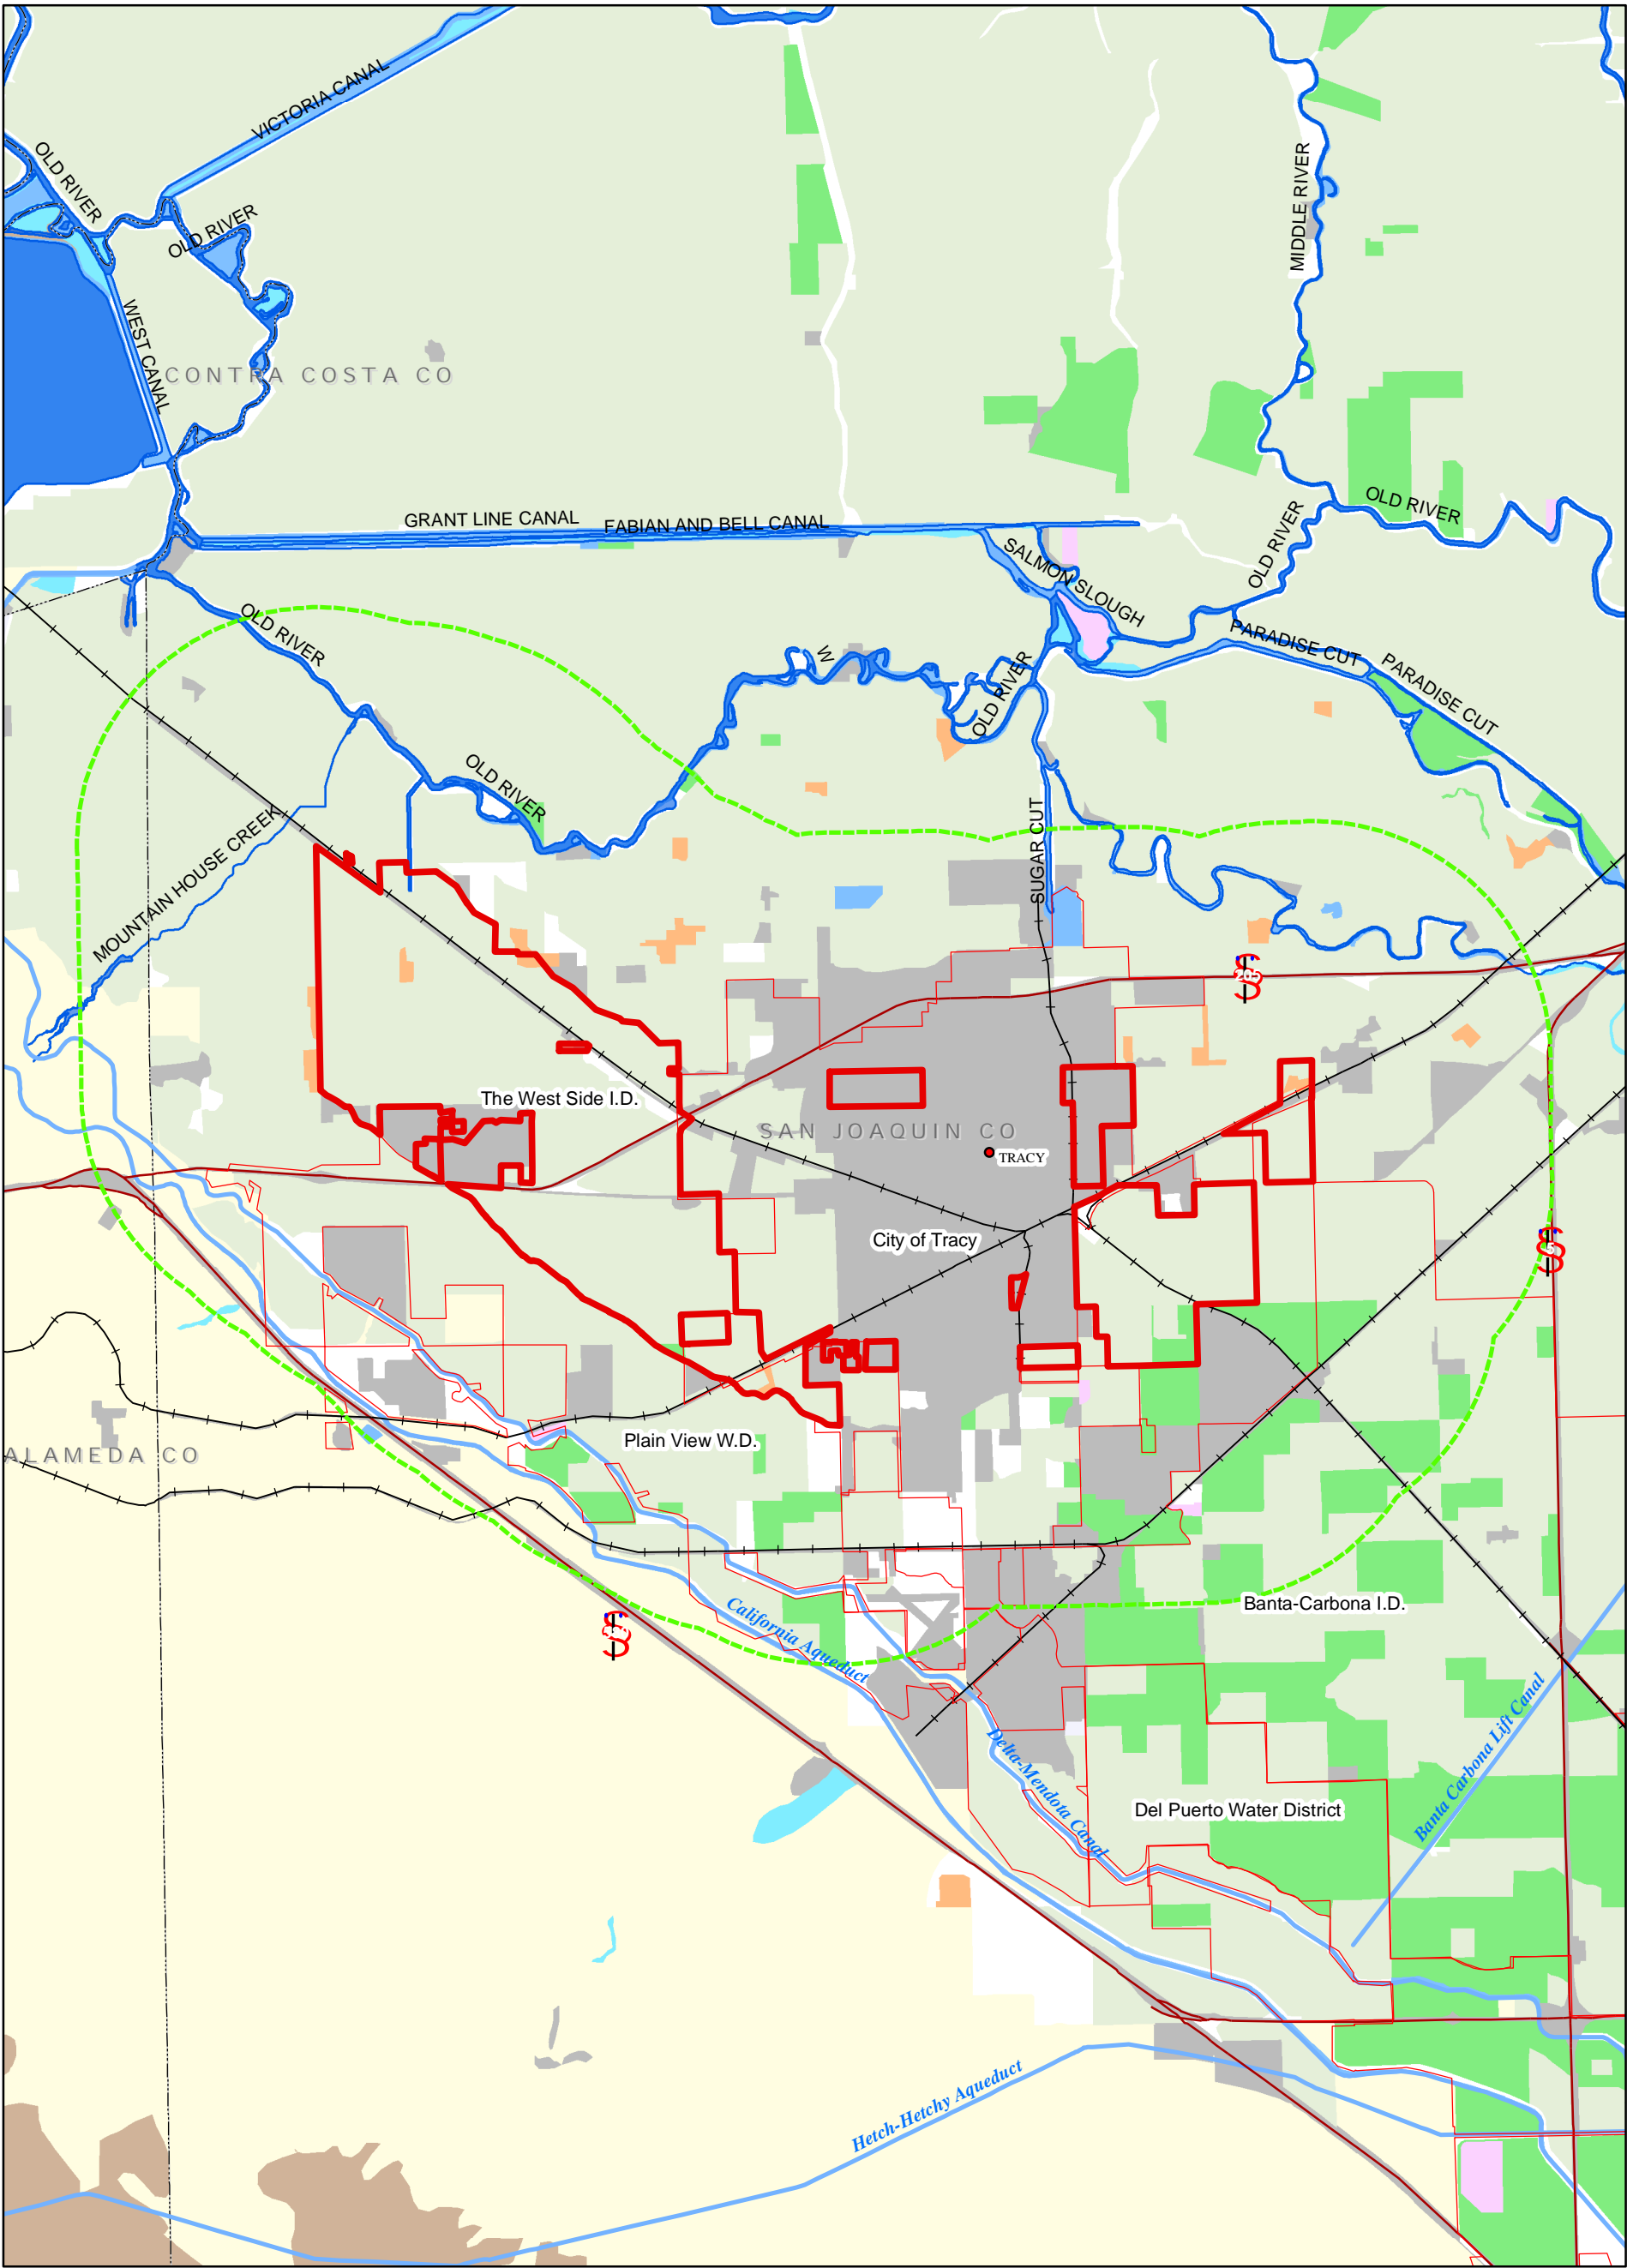 VICTORIA CANAL
OLD RIVER
OLD RIVER
MIDDLE RIVER
WEST CANAL
CONTRA COSTA CO
GRANT LINE CANAL
FABIAN AND BELL CANAL
OLD RIVER
OLD RIVER
SALMON SLOUGH
OLD RIVER
PARADISE CUT
PARADISE CUT
W
OLD RIVER
OLD RIVER
SUGAR CUT
MOUNTAIN HOUSE CREEK
The West Side I.D.
SAN JOAQUIN CO
TRACY
City of Tracy
Plain View W.D.
ALAMEDA CO
Banta-Carbona I.D.
California Aqueduct
Delta-Mendota Canal
Banta Carbona Lift Canal
Del Puerto Water District
Hetch-Hetchy Aqueduct